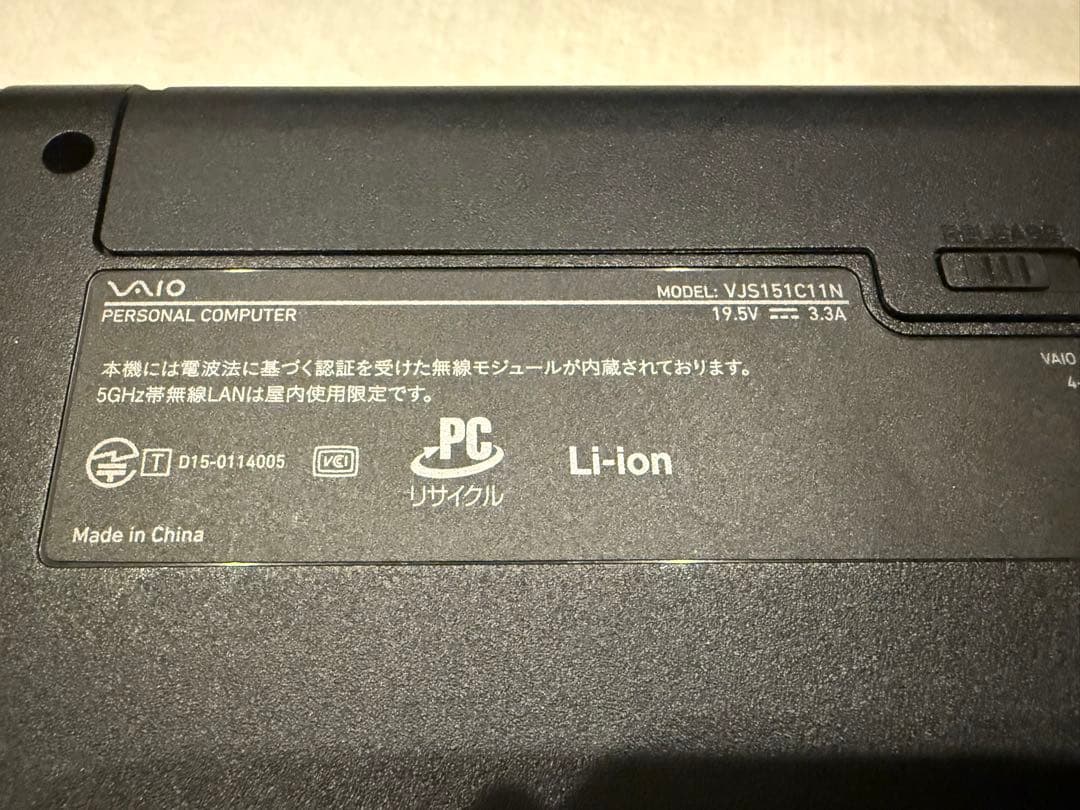 RELEASE
VAIO
MODEL: VJS151C11N
PERSONAL COMPUTER
19.5V 3.3A
本機には電波法に基づく認証を受けた無線モジュールが内蔵されております。
5GHz帯無線LANは屋内使用限定です。
VAIO
4-
T D15-0114005
VCI
PC
リサイクル
Li-ion
Made in China